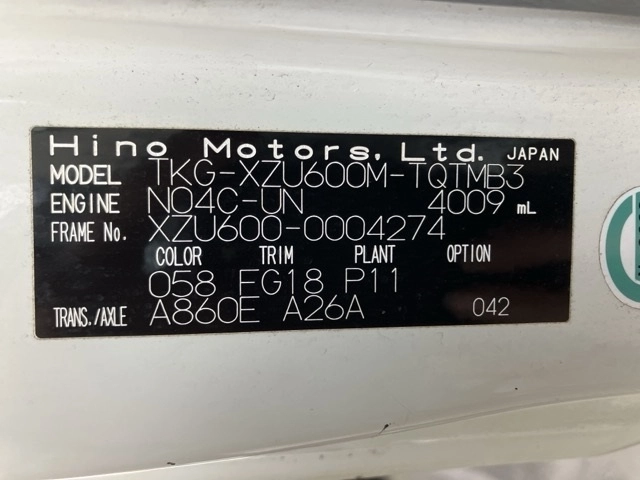 Hino Motors, Ltd. JAPAN
MODEL TKG-XZU600M-TQTMB3
ENGINE N04C-UN 4009 mL
FRAME No. XZU600-0004274
COLOR TRIM PLANT OPTION
058 FG18 P11
TRANS./AXLE A860E A26A 042